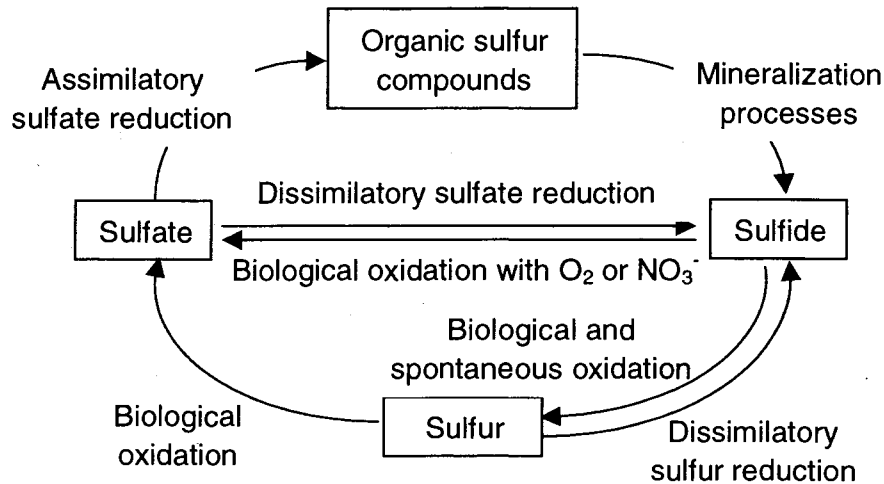 Organic sulfur
compounds
Assimilatory
sulfate reduction
Mineralization
processes
Dissimilatory sulfate reduction
Sulfate
Sulfide
Biological oxidation with O₂ or NO₃⁻
Biological and
spontaneous oxidation
Biological
oxidation
Sulfur
Dissimilatory
sulfur reduction